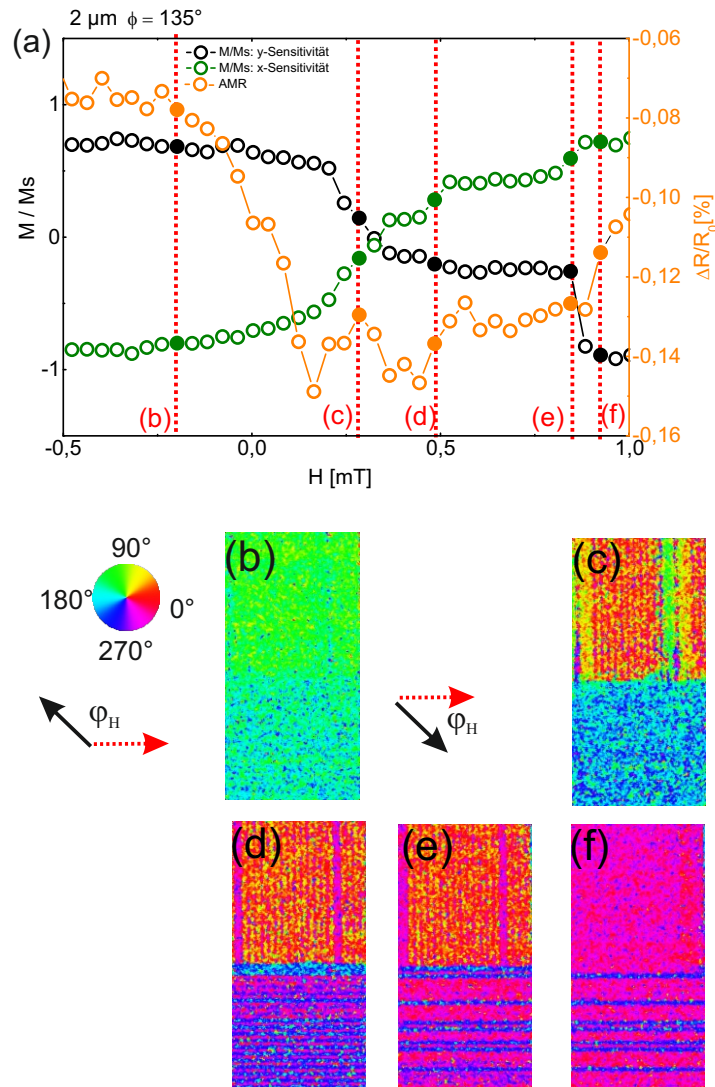 2 µm ϕ = 135°
(a)
M/Ms: y-Sensitivität
M/Ms: x-Sensitivität
AMR
1
0
-1
M / Ms
-0,06
-0,08
-0,10
-0,12
-0,14
-0,16
ΔR/R₀[%]
(b)
(c)
(d)
(e)
(f)
-0,5
0,0
0,5
1,0
H [mT]
90°
180°
0°
270°
φH
φH
(b)
(c)
(d)
(e)
(f)